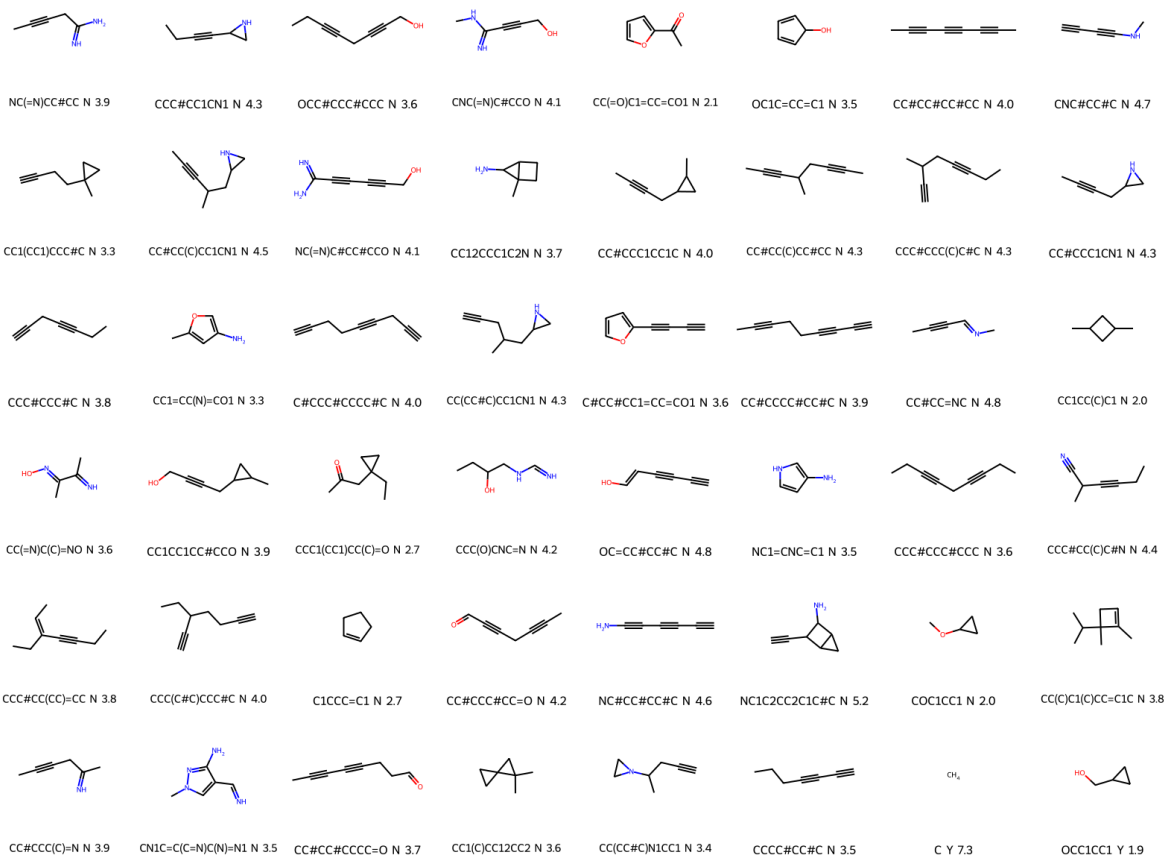 NC(=N)CC#CC N 3.9
CCC#CC1CN1 N 4.3
OCC#CCC#CCC N 3.6
CNC(=N)C#CCO N 4.1
CC(=O)C1=CC=CO1 N 2.1
OC1C=CC=C1 N 3.5
CC#CC#CC#CC N 4.0
CNC#CC#C N 4.7
CC1(CC1)CCC#C N 3.3
CC#CC(C)CC1CN1 N 4.5
NC(=N)C#CC#CCO N 4.1
CC12CCC1C2N N 3.7
CC#CCC1CC1C N 4.0
CC#CC(C)CC#CC N 4.3
CCC#CCC(C)C#C N 4.3
CC#CCC1CN1 N 4.3
CCC#CCC#C N 3.8
CC1=CC(N)=CO1 N 3.3
C#CCC#CCCC#C N 4.0
CC(CC#C)CC1CN1 N 4.3
C#CC#CC1=CC=CO1 N 3.6
CC#CCCC#CC#C N 3.9
CC#CC=NC N 4.8
CC1CC(C)C1 N 2.0
CC(=N)C(C)=NO N 3.6
CC1CC1CC#CCO N 3.9
CCC1(CC1)CC(C)=O N 2.7
CCC(O)CNC=N N 4.2
OC=CC#CC#C N 4.8
NC1=CNC=C1 N 3.5
CCC#CCC#CCC N 3.6
CCC#CC(C)C#N N 4.4
CCC#CC(CC)=CC N 3.8
CCC(C#C)CCC#C N 4.0
C1CCC=C1 N 2.7
CC#CCC#CC=O N 4.2
NC#CC#CC#C N 4.6
NC1C2CC2C1C#C N 5.2
COC1CC1 N 2.0
CC(C)C1(C)CC=C1C N 3.8
CC#CCC(C)=N N 3.9
CN1C=C(C=N)C(N)=N1 N 3.5
CC#CC#CCCC=O N 3.7
CC1(C)CC12CC2 N 3.6
CC(CC#C)N1CC1 N 3.4
CCCC#CC#C N 3.5
C Y 7.3
OCC1CC1 Y 1.9